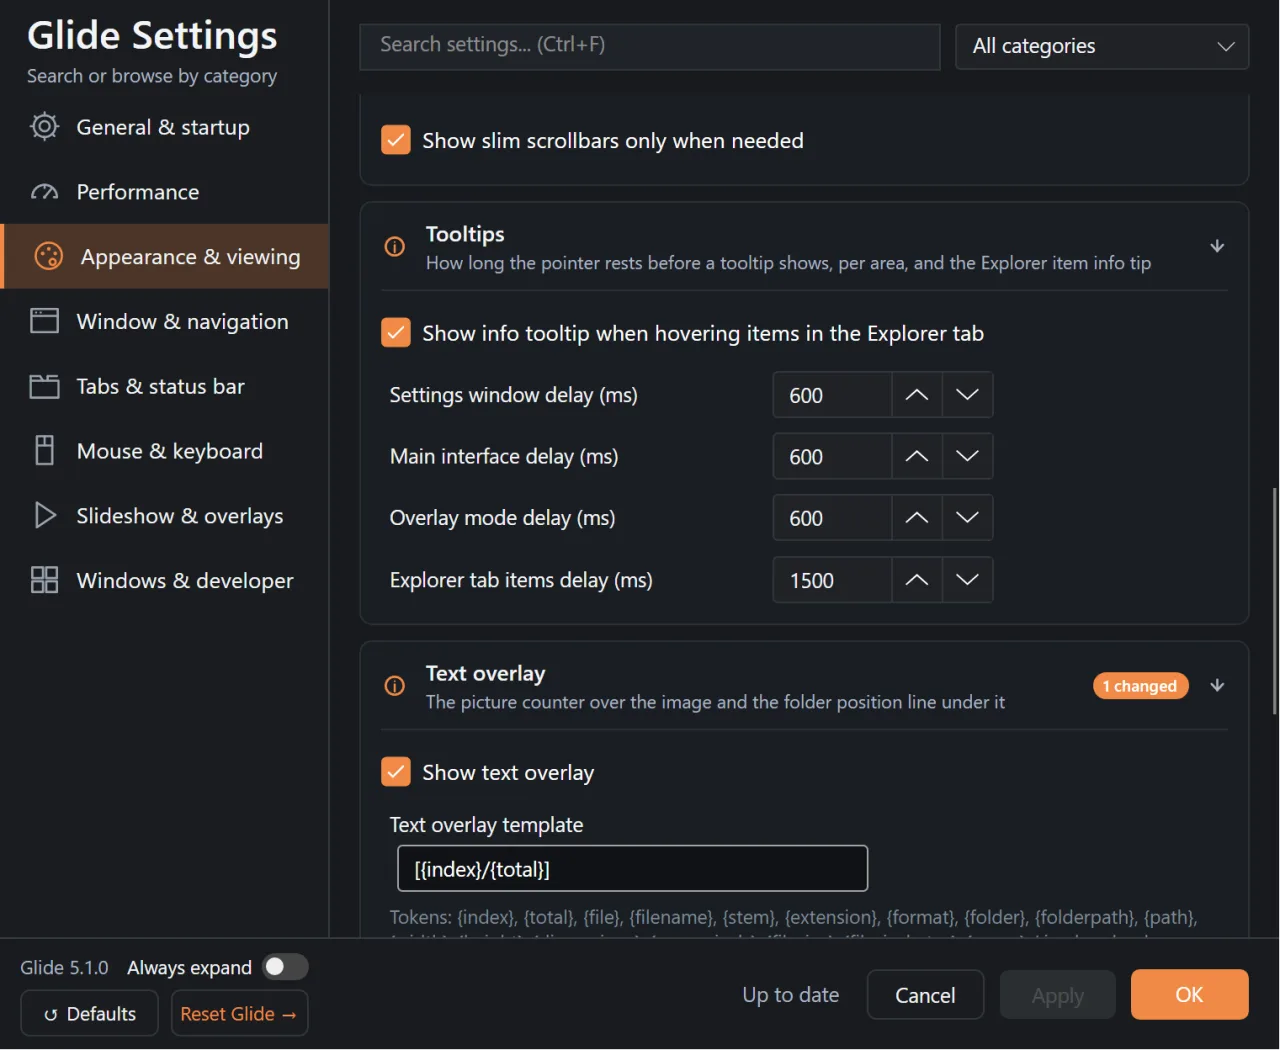 Glide Settings
Search or browse by category
General & startup
Performance
Appearance & viewing
Window & navigation
Tabs & status bar
Mouse & keyboard
Slideshow & overlays
Windows & developer
Search settings... (Ctrl+F)
All categories
Show slim scrollbars only when needed
Tooltips
How long the pointer rests before a tooltip shows, per area, and the Explorer item info tip
Show info tooltip when hovering items in the Explorer tab
Settings window delay (ms) 600
Main interface delay (ms) 600
Overlay mode delay (ms) 600
Explorer tab items delay (ms) 1500
Text overlay
1 changed
The picture counter over the image and the folder position line under it
Show text overlay
Text overlay template
[{index}/{total}]
Tokens: {index}, {total}, {file}, {filename}, {stem}, {extension}, {format}, {folder}, {folderpath}, {path},
Glide 5.1.0 Always expand
↺ Defaults
Reset Glide →
Up to date
Cancel
Apply
OK